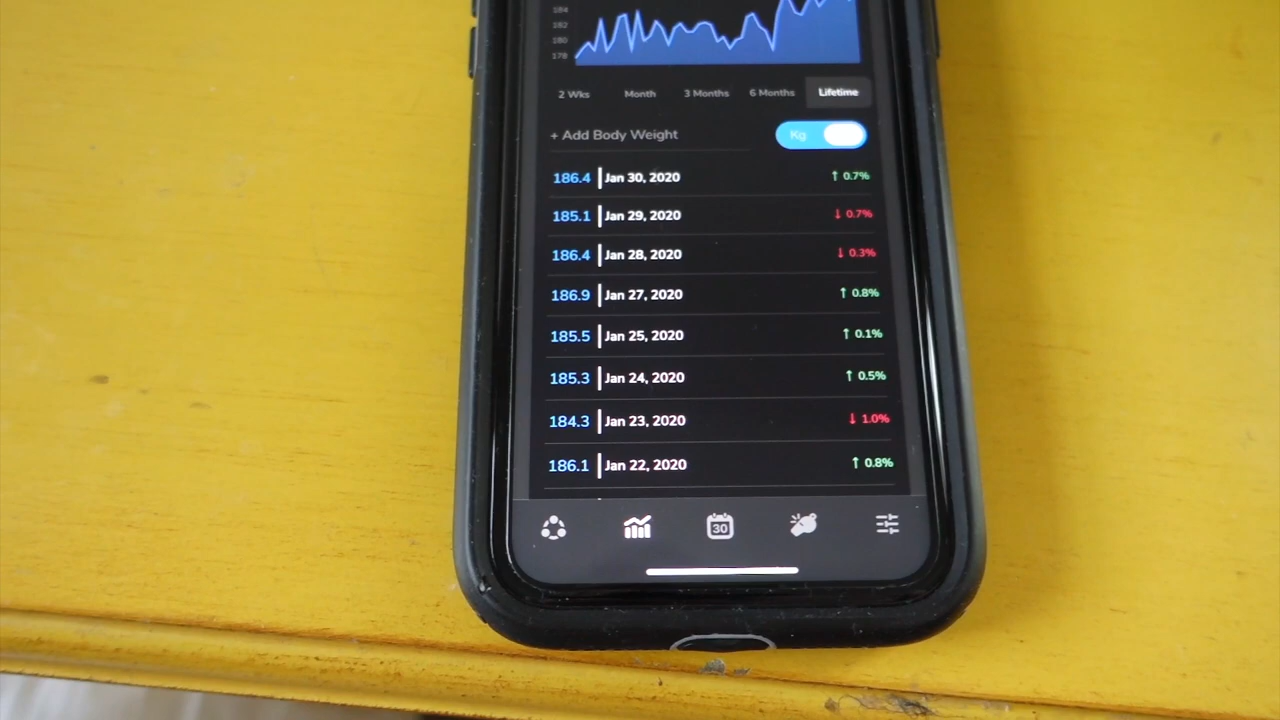 184
182
180
178
2 Wks Month 3 Months 6 Months Lifetime
+ Add Body Weight Kg
186.4 Jan 30, 2020 ↑ 0.7%
185.1 Jan 29, 2020 ↓ 0.7%
186.4 Jan 28, 2020 ↓ 0.3%
186.9 Jan 27, 2020 ↑ 0.8%
185.5 Jan 25, 2020 ↑ 0.1%
185.3 Jan 24, 2020 ↑ 0.5%
184.3 Jan 23, 2020 ↓ 1.0%
186.1 Jan 22, 2020 ↑ 0.8%
30